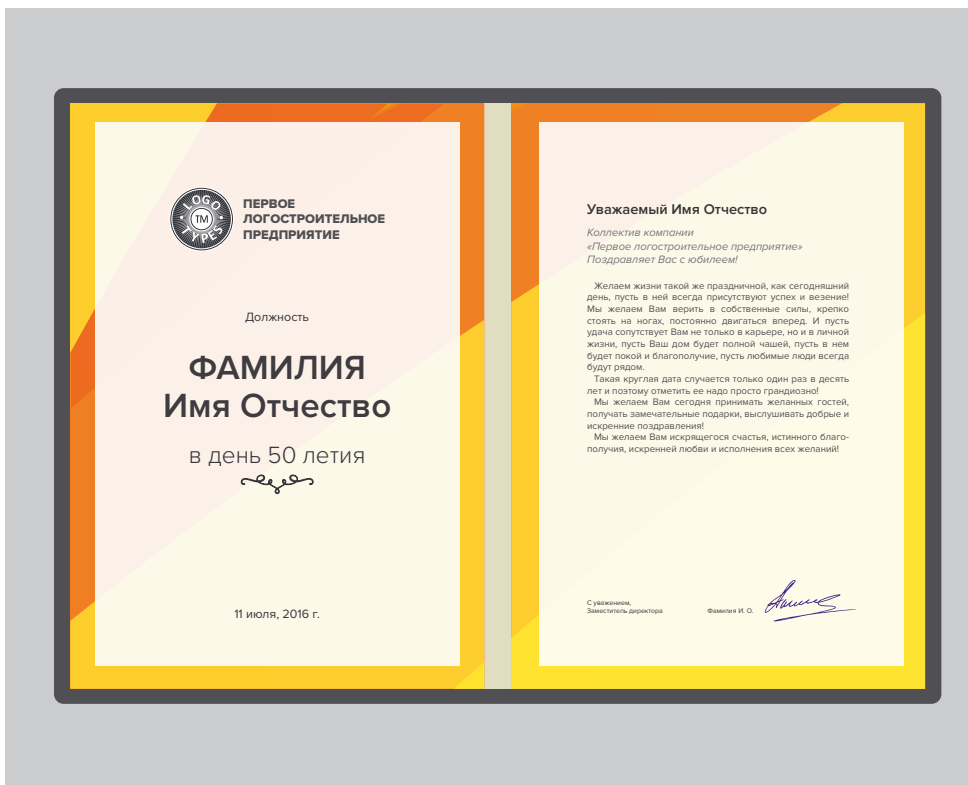 LOGO
TM
TYPES
ПЕРВОЕ
ЛОГОСТРОИТЕЛЬНОЕ
ПРЕДПРИЯТИЕ
Должность
ФАМИЛИЯ
Имя Отчество
в день 50 летия
11 июля, 2016 г.
Уважаемый Имя Отчество
Коллектив компании
«Первое логостроительное предприятие»
Поздравляет Вас с юбилеем!
Желаем жизни такой же праздничной, как сегодняшний
день, пусть в ней всегда присутствуют успех и везение!
Мы желаем Вам верить в собственные силы, крепко
стоять на ногах, постоянно двигаться вперед. И пусть
удача сопутствует Вам не только в карьере, но и в личной
жизни, пусть Ваш дом будет полной чашей, пусть в нем
будет покой и благополучие, пусть любимые люди всегда
будут рядом.
Такая круглая дата случается только один раз в десять
лет и поэтому отметить ее надо просто грандиозно!
Мы желаем Вам сегодня принимать желанных гостей,
получать замечательные подарки, выслушивать добрые и
искренние поздравления!
Мы желаем Вам искрящегося счастья, истинного благо-
получия, искренней любви и исполнения всех желаний!
С уважением,
Заместитель директора
Фамилия И. О.